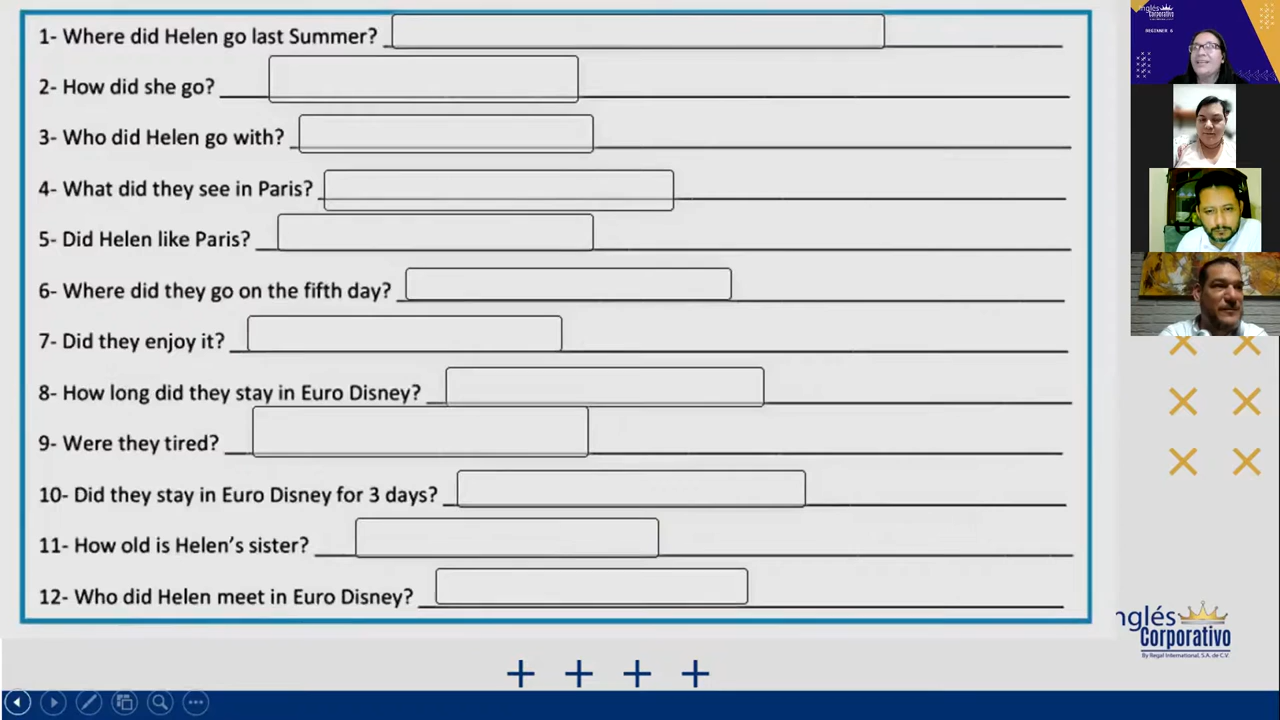 1- Where did Helen go last Summer?
2- How did she go?
3- Who did Helen go with?
4- What did they see in Paris?
5- Did Helen like Paris?
6- Where did they go on the fifth day?
7- Did they enjoy it?
8- How long did they stay in Euro Disney?
9- Were they tired?
10- Did they stay in Euro Disney for 3 days?
11- How old is Helen's sister?
12- Who did Helen meet in Euro Disney?
Inglés
Corporativo
BEGINNER 6
nglés
Corporativo
By Regal International, S.A. de C.V.